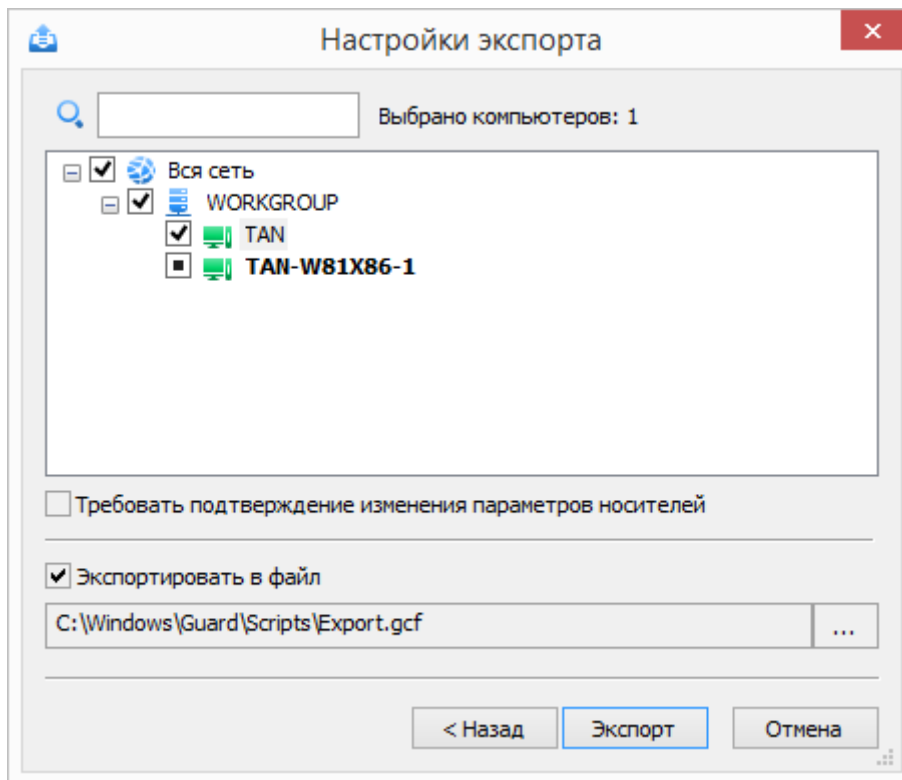 Настройки экспорта
Выбрано компьютеров: 1
Вся сеть
WORKGROUP
TAN
TAN-W81X86-1
Требовать подтверждение изменения параметров носителей
Экспортировать в файл
C:\Windows\Guard\Scripts\Export.gcf
...
< Назад Экспорт Отмена